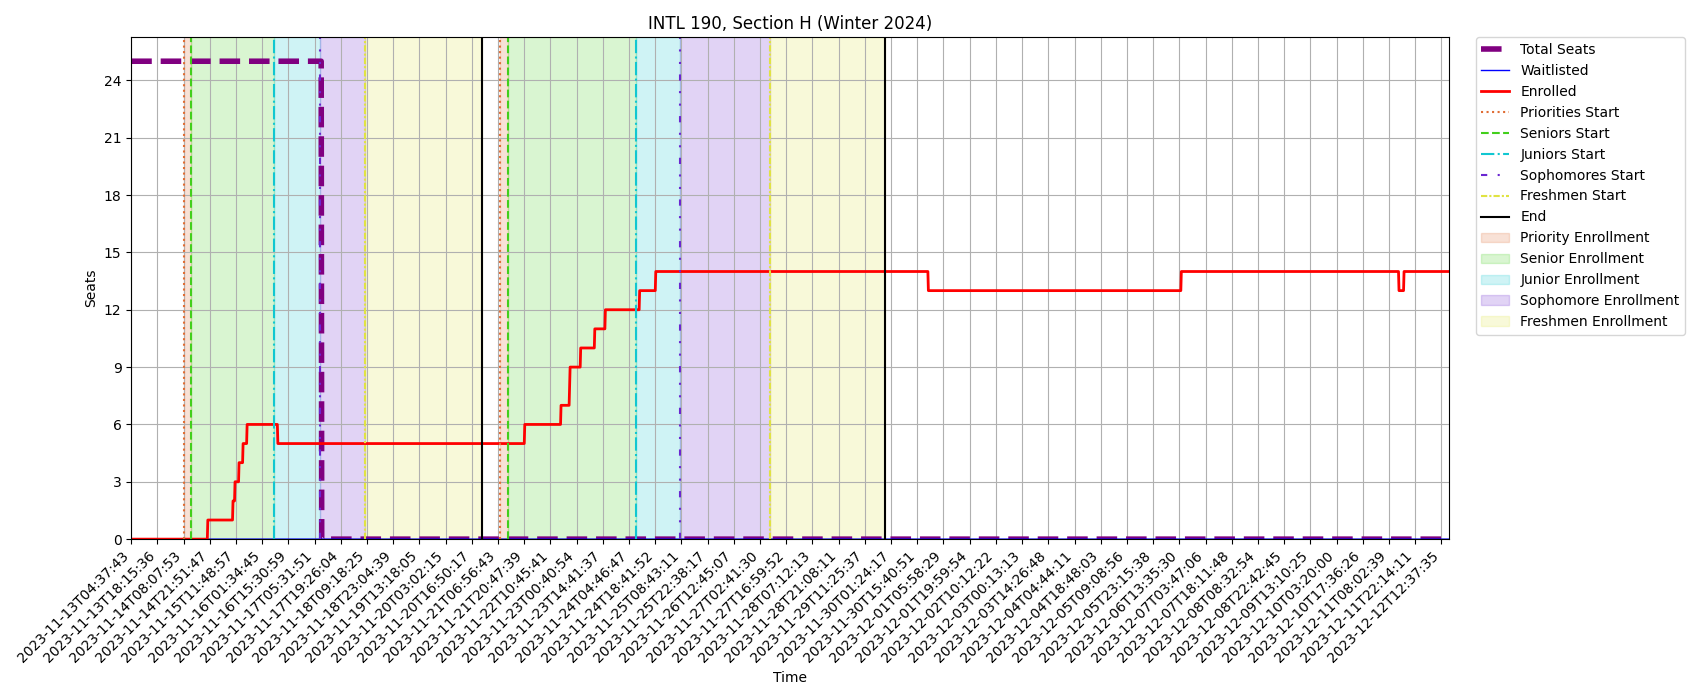 INTL 190, Section H (Winter 2024)
Seats
24
21
18
15
12
9
6
3
0
2023-11-13T04:37:43
2023-11-13T18:15:36
2023-11-14T08:07:53
2023-11-14T21:51:47
2023-11-15T11:48:57
2023-11-16T01:34:45
2023-11-16T15:30:59
2023-11-17T05:31:51
2023-11-17T19:26:04
2023-11-18T09:18:25
2023-11-18T23:04:39
2023-11-19T13:18:05
2023-11-20T03:02:15
2023-11-20T16:50:17
2023-11-21T06:56:43
2023-11-21T20:47:39
2023-11-22T10:45:41
2023-11-23T00:40:54
2023-11-23T14:41:37
2023-11-24T04:46:47
2023-11-24T18:41:52
2023-11-25T08:43:11
2023-11-25T22:38:17
2023-11-26T12:45:07
2023-11-27T02:41:30
2023-11-27T16:59:52
2023-11-28T07:12:13
2023-11-28T21:08:11
2023-11-29T11:25:37
2023-11-30T01:24:17
2023-11-30T15:40:51
2023-12-01T05:58:29
2023-12-01T19:59:54
2023-12-02T10:12:22
2023-12-03T00:13:13
2023-12-03T14:26:48
2023-12-04T04:44:11
2023-12-04T18:48:03
2023-12-05T09:08:56
2023-12-05T23:15:38
2023-12-06T13:35:30
2023-12-07T03:47:06
2023-12-07T18:11:48
2023-12-08T08:32:54
2023-12-08T22:42:45
2023-12-09T13:10:25
2023-12-10T03:20:00
2023-12-10T17:36:26
2023-12-11T08:02:39
2023-12-11T22:14:11
2023-12-12T12:37:35
Time
Total Seats
Waitlisted
Enrolled
Priorities Start
Seniors Start
Juniors Start
Sophomores Start
Freshmen Start
End
Priority Enrollment
Senior Enrollment
Junior Enrollment
Sophomore Enrollment
Freshmen Enrollment